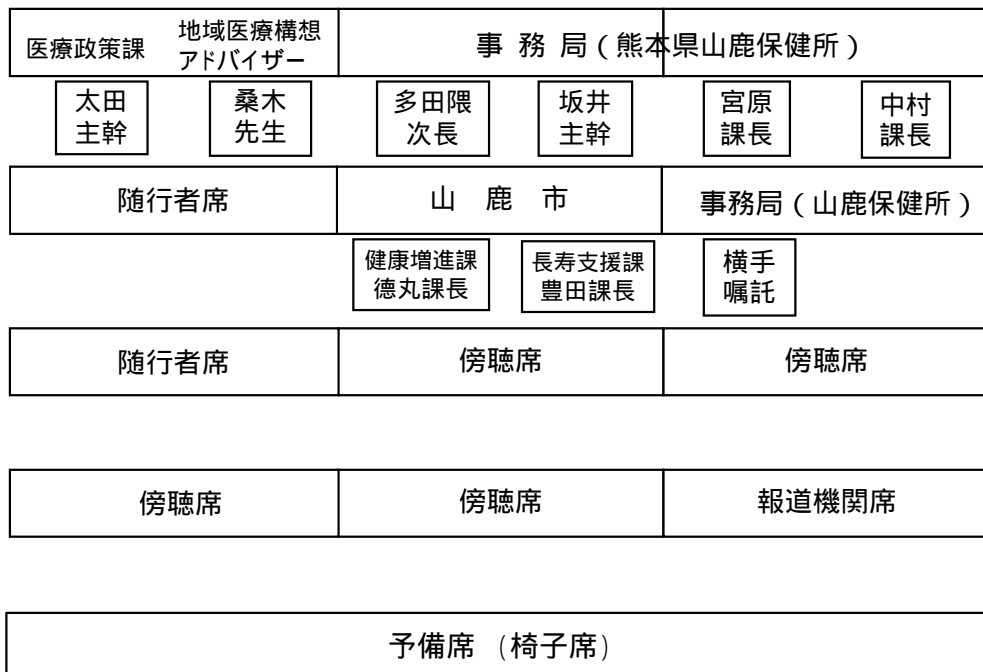 医療政策課
地域医療構想
アドバイザー
事 務 局（熊本県山鹿保健所）
太田
主幹
桑木
先生
多田隈
次長
坂井
主幹
宮原
課長
中村
課長
随行者席
山 鹿 市
事務局（山鹿保健所）
健康増進課
德丸課長
長寿支援課
豊田課長
横手
嘱託
随行者席
傍聴席
傍聴席
傍聴席
傍聴席
報道機関席
予備席 （椅子席）